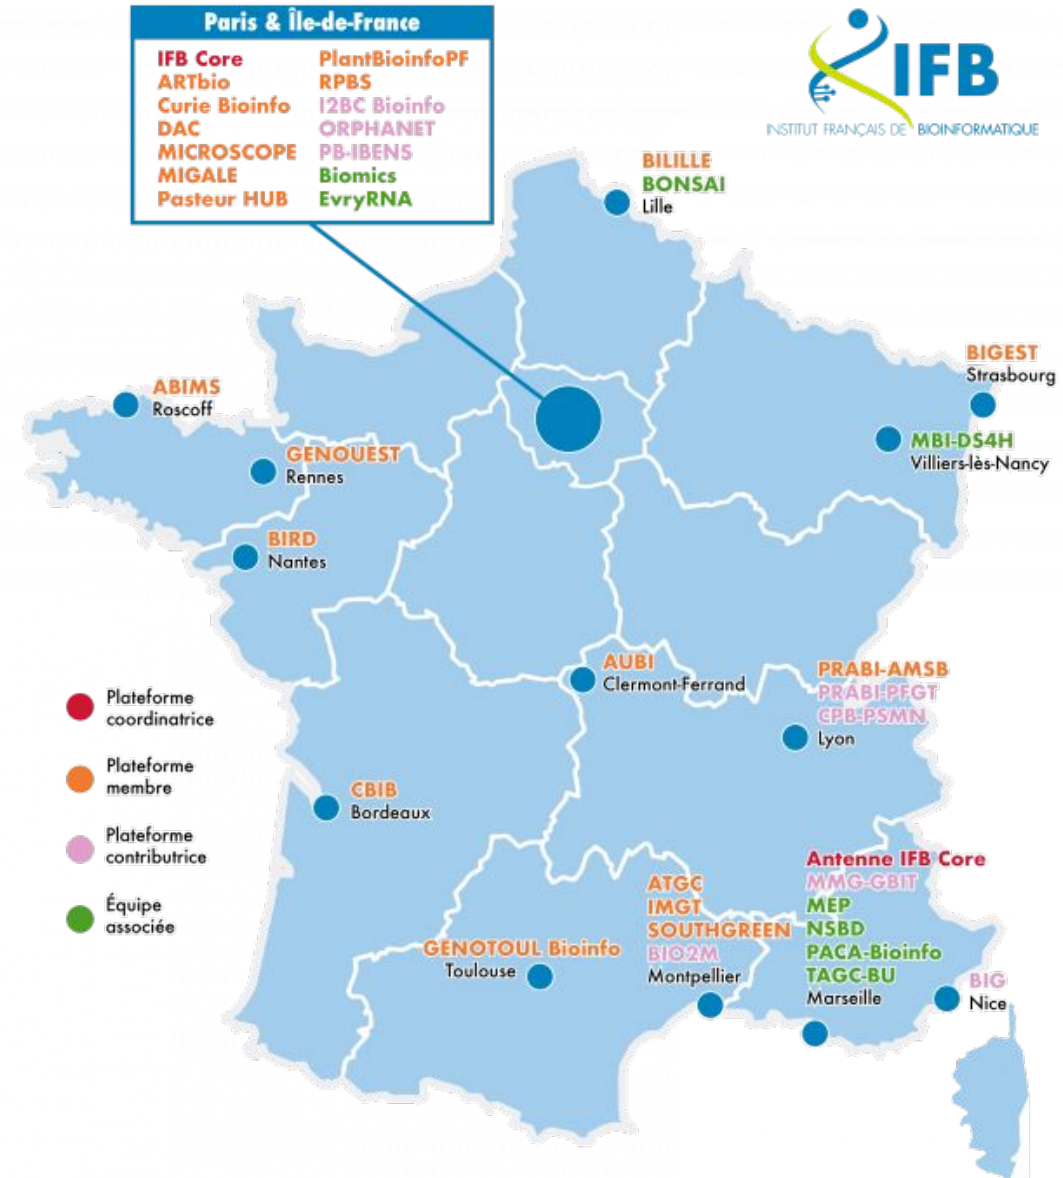 Paris & Île-de-France
IFB Core
ARTbio
Curie Bioinfo
DAC
MICROSCOPE
MIGALE
Pasteur HUB
PlantBioinfoPF
RPBS
I2BC Bioinfo
ORPHANET
PB-IBENS
Biomics
EvryRNA
IFB
INSTITUT FRANÇAIS DE BIOINFORMATIQUE
BILILLE
BONSAI
Lille
BIGEST
Strasbourg
ABIMS
Roscoff
MBI-DS4H
Villiers-lès-Nancy
GENOUEST
Rennes
BIRD
Nantes
AUBI
Clermont-Ferrand
PRABI-AMSB
PRABI-PFGT
CPB-PSMN
Lyon
Plateforme
coordinatrice
Plateforme
membre
Plateforme
contributrice
Équipe
associée
CBIB
Bordeaux
Antenne IFB Core
MMG-GBIT
MEP
NSBD
PACA-Bioinfo
TAGC-BU
Marseille
ATGC
IMGT
SOUTHGREEN
BIO2M
Montpellier
GENOTOUL Bioinfo
Toulouse
BIG
Nice